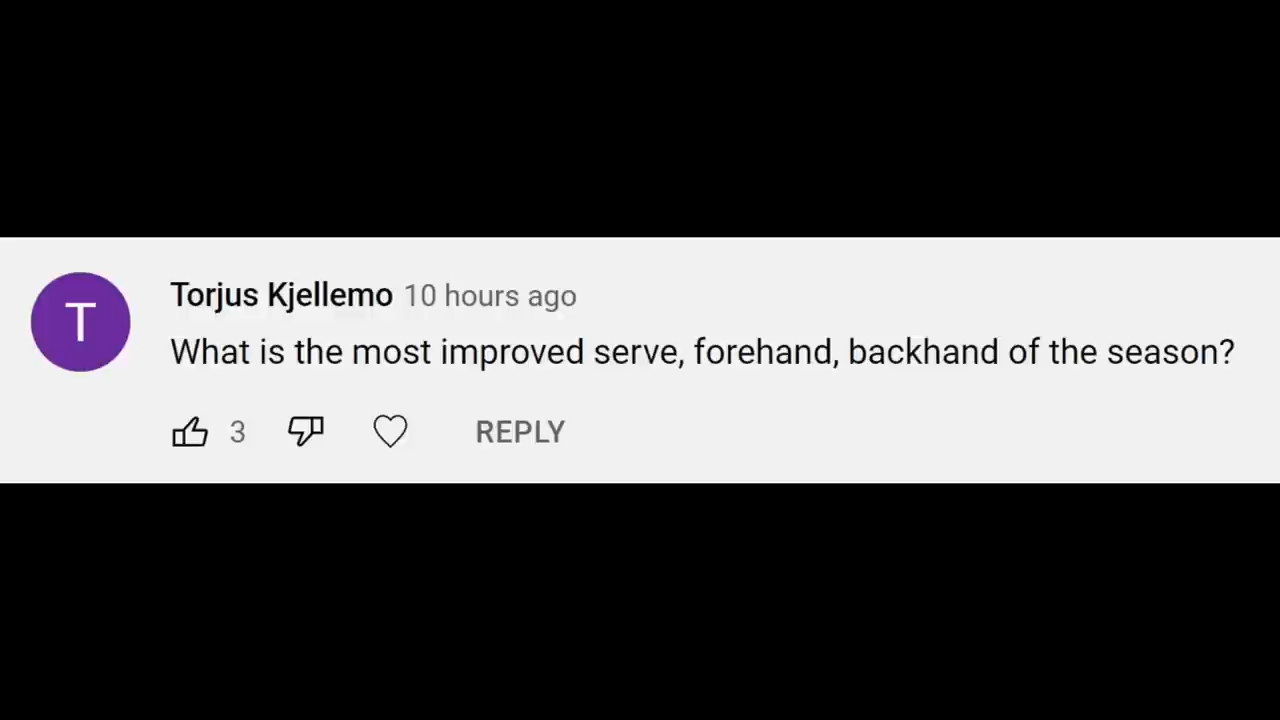 T
Torjus Kjellemo 10 hours ago
What is the most improved serve, forehand, backhand of the season?
3 REPLY